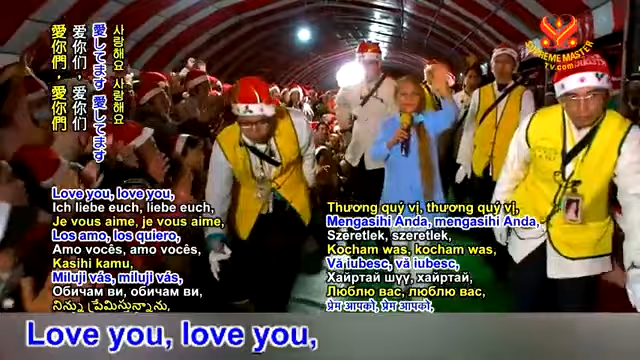 SUPREME MASTER
TV.com
사랑해요 사랑해요
愛してます 愛してます
爱你们，爱你们
愛你們，愛你們
Love you, love you,
Ich liebe euch, liebe euch,
Je vous aime, je vous aime,
Los amo, los quiero,
Amo vocês, amo vocês,
Kasihi kamu,
Miluji vás, miluji vás,
Обичам ви, обичам ви,
నిన్ను ప్రేమిస్తున్నాను,
Thương quý vị, thương quý vị,
Mengasihi Anda, mengasihi Anda,
Szeretlek, szeretlek,
Kocham was, kocham was,
Vă iubesc, vă iubesc,
Хайртай шүү, хайртай,
Люблю вас, люблю вас,
प्रेम आपको, प्रेम आपको,
Love you, love you,